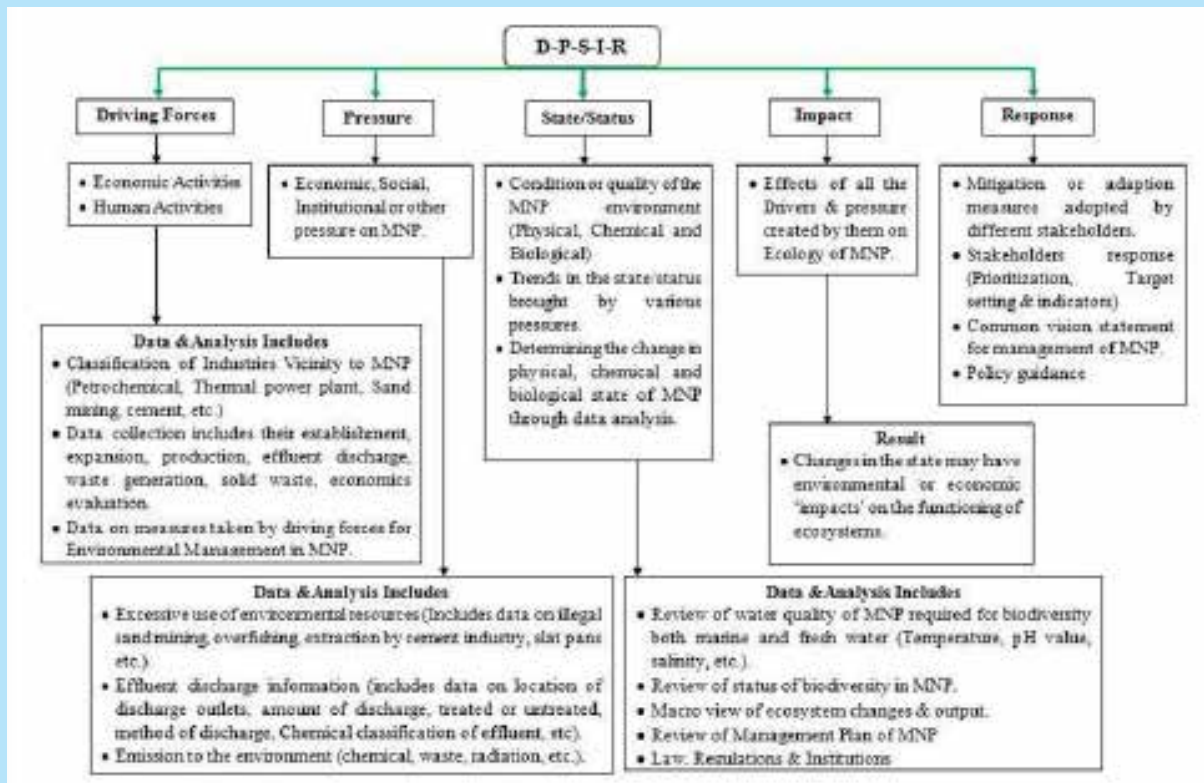 D-P-S-I-R
Driving Forces
Pressure
State/Status
Impact
Response
• Economic Activities
• Human Activities
• Economic, Social,
Institutional or other
pressure on MNP.
• Condition or quality of the
MNP environment
(Physical, Chemical and
Biological)
• Trends in the state/status
brought by various
pressures.
• Determining the change in
physical, chemical and
biological state of MNP
through data analysis.
• Effects of all the
Drivers & pressure
created by them on
Ecology of MNP.
• Mitigation or adaption
measures adopted by
different stakeholders.
• Stakeholders response
(Prioritization, Target
setting & indicators)
• Common vision statement
for management of MNP.
• Policy guidance
Data & Analysis Includes
• Classification of Industries Vicinity to MNP
(Petrochemical, Thermal power plant, Sand
mining, cement, etc.)
• Data collection includes their establishment,
expansion, production, effluent discharge,
waste generation, solid waste, economics
evaluation.
• Data on measures taken by driving forces for
Environmental Management in MNP.
Result
• Changes in the state may have
environmental or economic
'impacts' on the functioning of
ecosystems.
Data & Analysis Includes
• Excessive use of environmental resources (Includes data on illegal
sand mining, overfishing, extraction by cement industry, slat pans
etc.)
• Effluent discharge information (includes data on location of
discharge outlets, amount of discharge, treated or untreated,
method of discharge, Chemical classification of effluent, etc).
• Emission to the environment (chemical, waste, radiation, etc.).
Data & Analysis Includes
• Review of water quality of MNP required for biodiversity
both marine and fresh water (Temperature, pH value,
salinity, etc.).
• Review of status of biodiversity in MNP.
• Macro view of ecosystem changes & output.
• Review of Management Plan of MNP
• Law, Regulations & Institutions